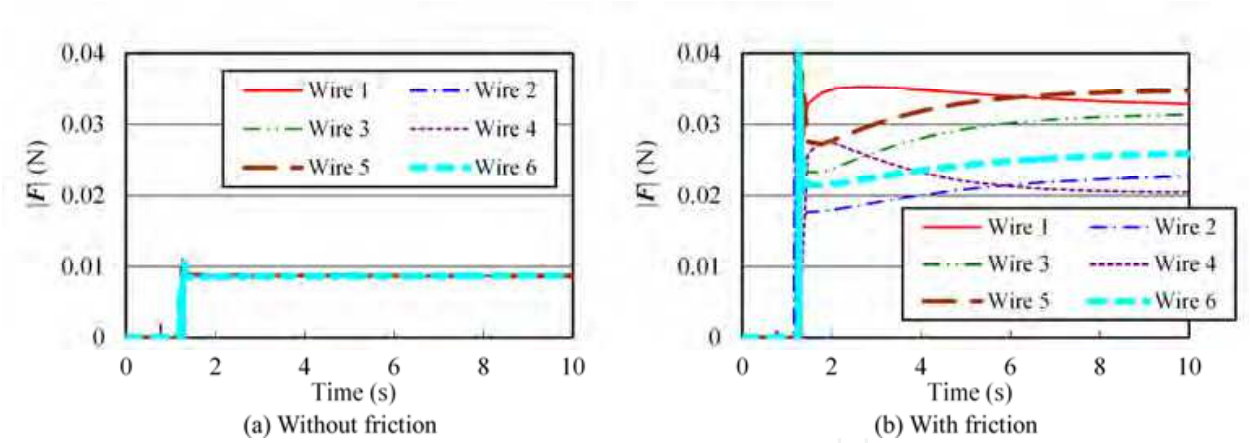 0.04
0.03
0.02
0.01
0
|F| (N)
Wire 1
Wire 2
Wire 3
Wire 4
Wire 5
Wire 6
0 2 4 6 8 10
Time (s)
(a) Without friction
0.04
0.03
0.02
0.01
0
|F| (N)
Wire 1
Wire 2
Wire 3
Wire 4
Wire 5
Wire 6
0 2 4 6 8 10
Time (s)
(b) With friction